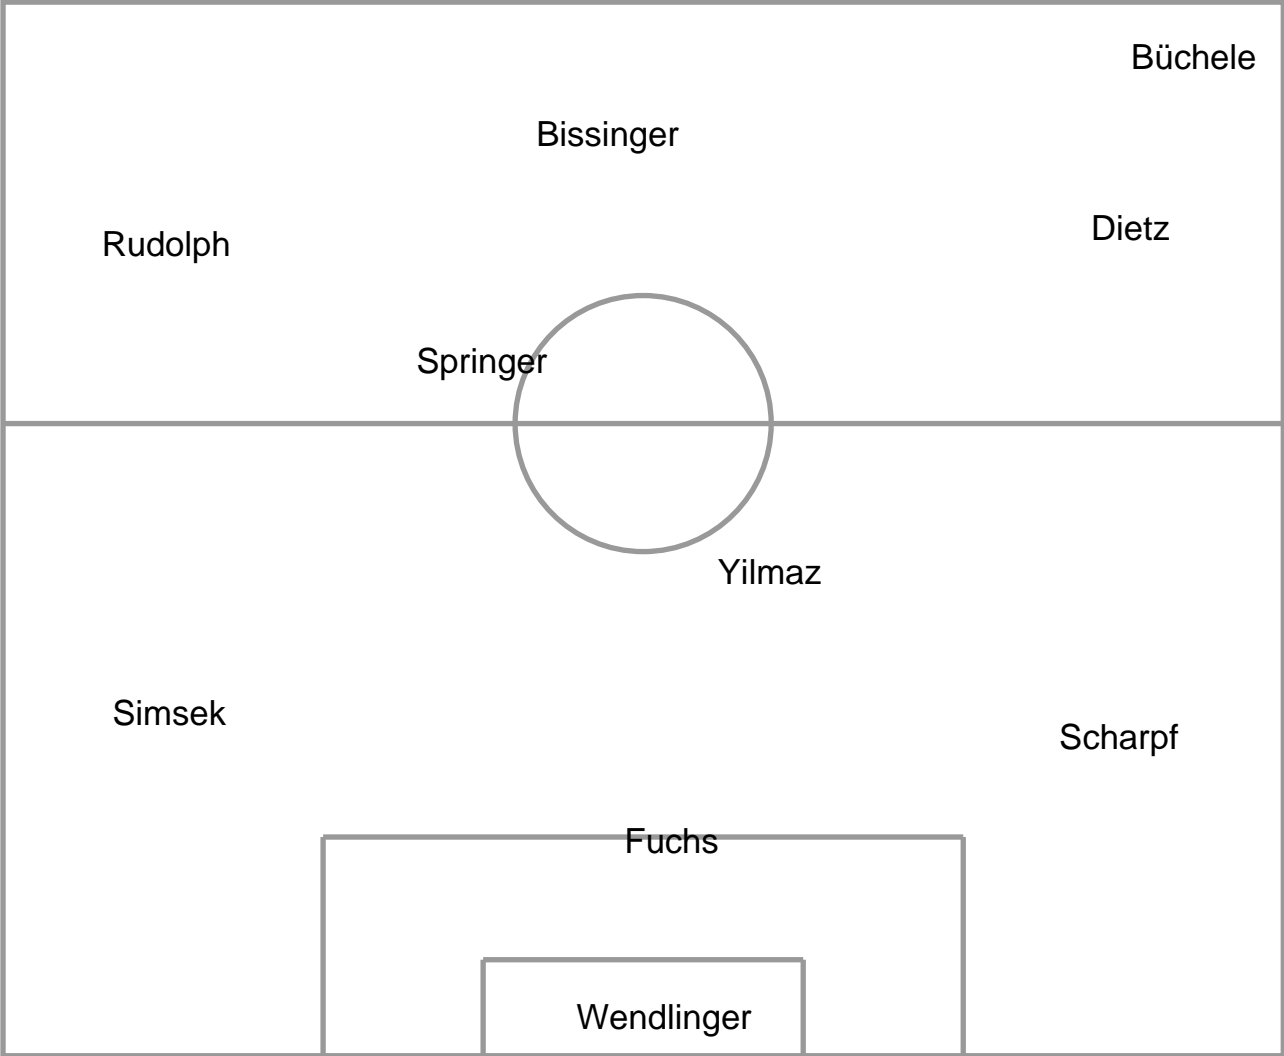 Büchele
Bissinger
Dietz
Rudolph
Springer
Yilmaz
Simsek
Scharpf
Fuchs
Wendlinger